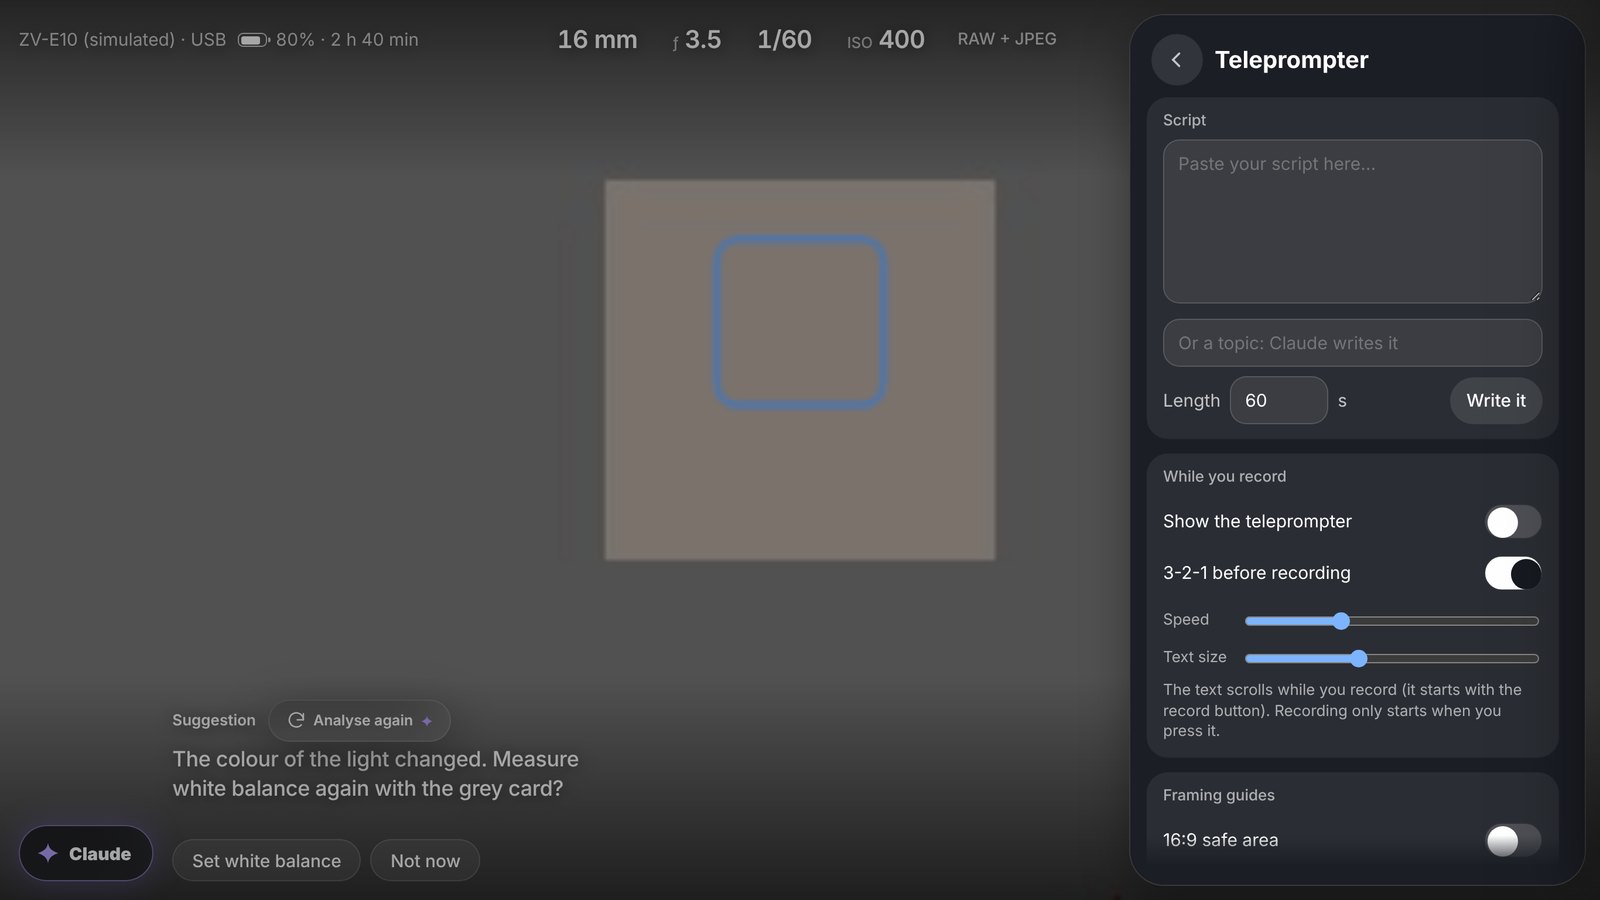 ZV-E10 (simulated) · USB 80% · 2 h 40 min
16 mm ƒ 3.5 1/60 ISO 400 RAW + JPEG
Suggestion
Analyse again
The colour of the light changed. Measure
white balance again with the grey card?
Claude
Set white balance
Not now
Teleprompter
Script
Paste your script here...
Or a topic: Claude writes it
Length 60 s Write it
While you record
Show the teleprompter
3-2-1 before recording
Speed
Text size
The text scrolls while you record (it starts with the
record button). Recording only starts when you
press it.
Framing guides
16:9 safe area